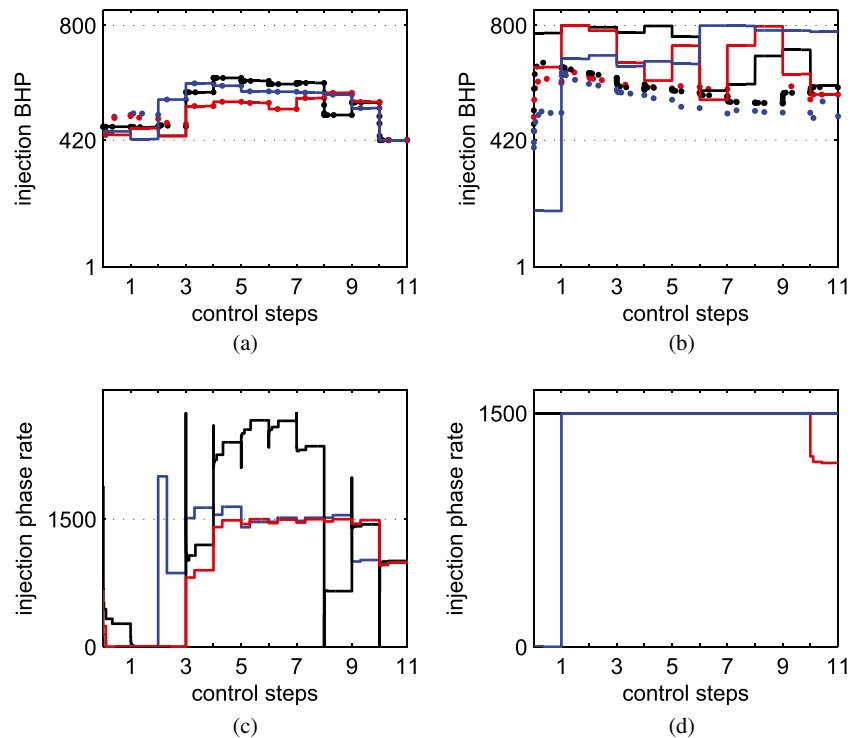 800
420
1
injection BHP
1 3 5 7 9 11
control steps
(a)
800
420
1
injection BHP
1 3 5 7 9 11
control steps
(b)
1500
0
injection phase rate
1 3 5 7 9 11
control steps
(c)
1500
0
injection phase rate
1 3 5 7 9 11
control steps
(d)